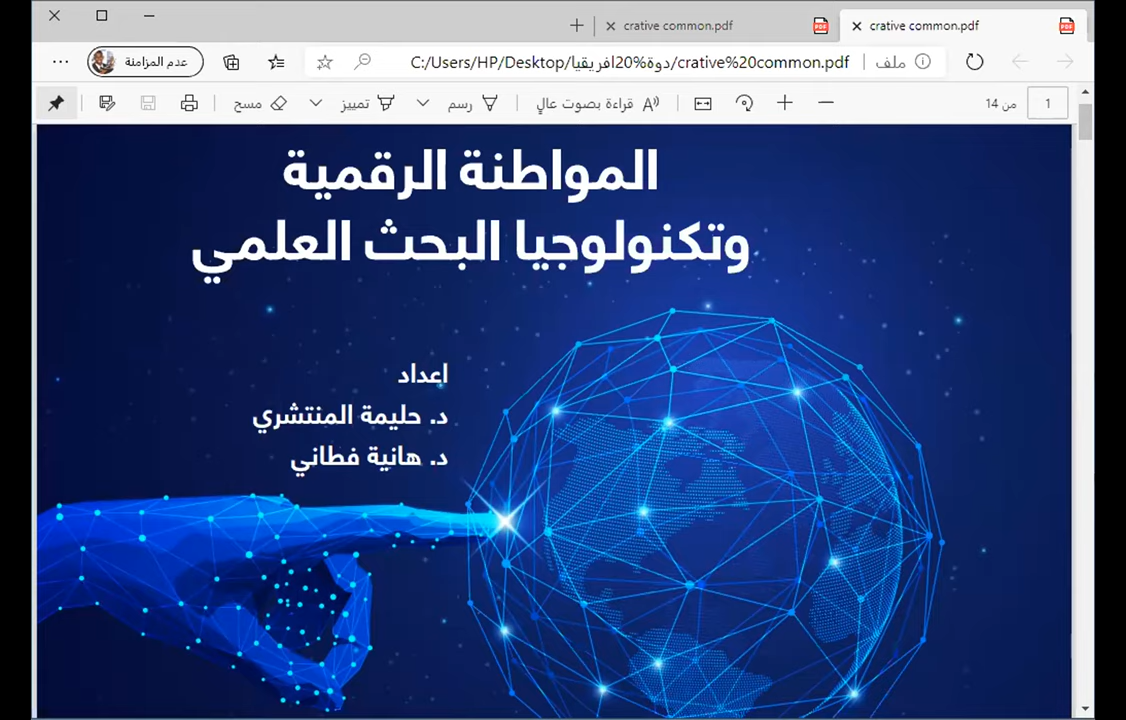 crative common.pdf
crative common.pdf
عدم المزامنة
C:/Users/HP/Desktop/دوة%20افريقيا/crative%20common.pdf
ملف
مسح
تمييز
رسم
قراءة بصوت عالٍ
من 14
1
المواطنة الرقمية
وتكنولوجيا البحث العلمي
اعداد
د. حليمة المنتشري
د. هانية فطاني